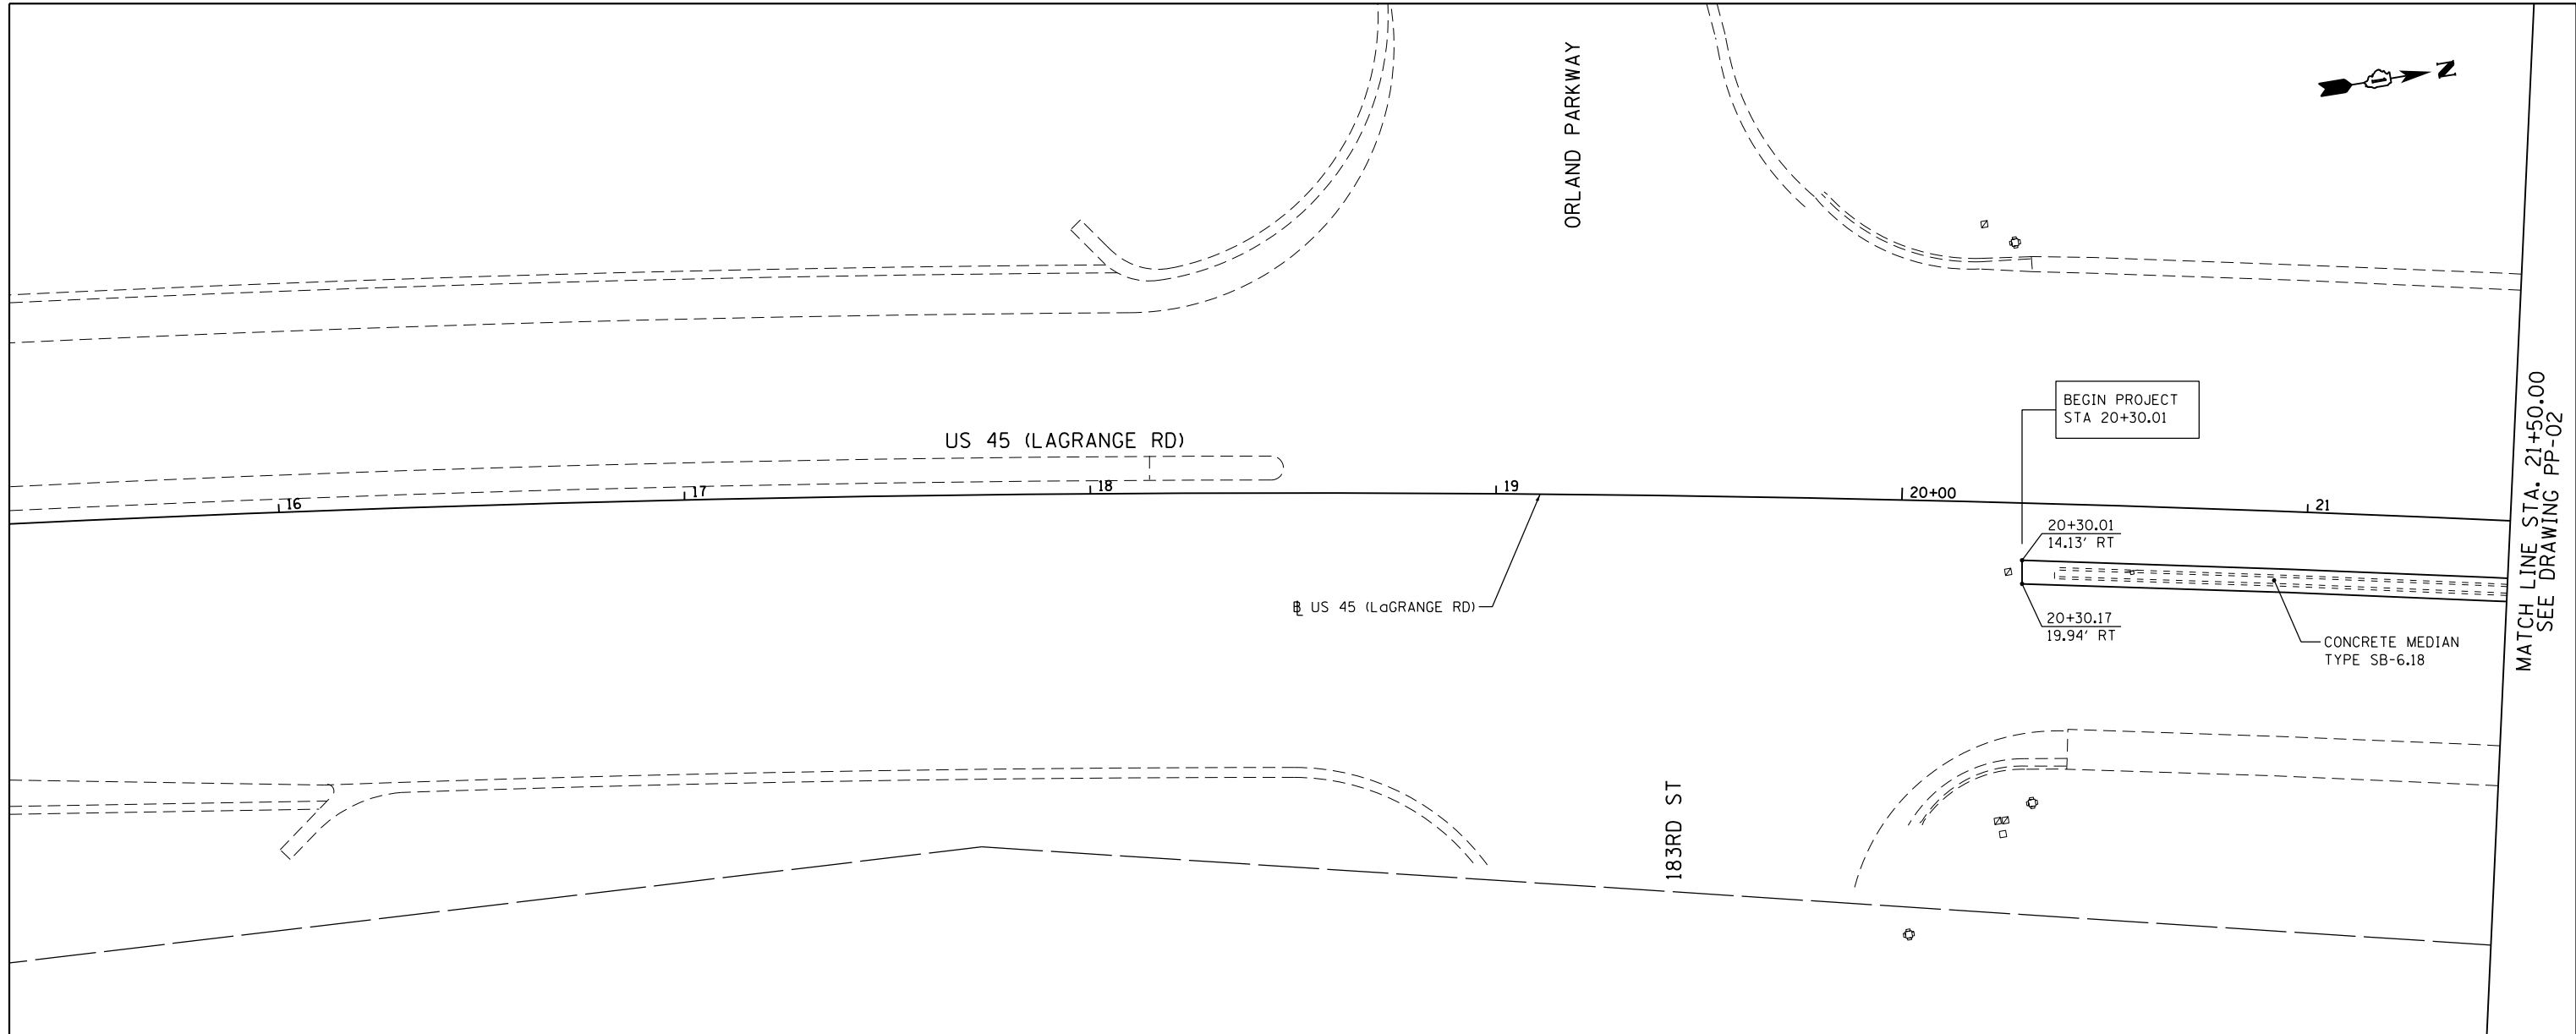 ORLAND PARKWAY
N
BEGIN PROJECT
STA 20+30.01
US 45 (LAGRANGE RD)
16
17
18
19
20+00
21
20+30.01
14.13' RT
℄ US 45 (LaGRANGE RD)
20+30.17
19.94' RT
CONCRETE MEDIAN
TYPE SB-6.18
183RD ST
MATCH LINE STA. 21+50.00
SEE DRAWING PP-02